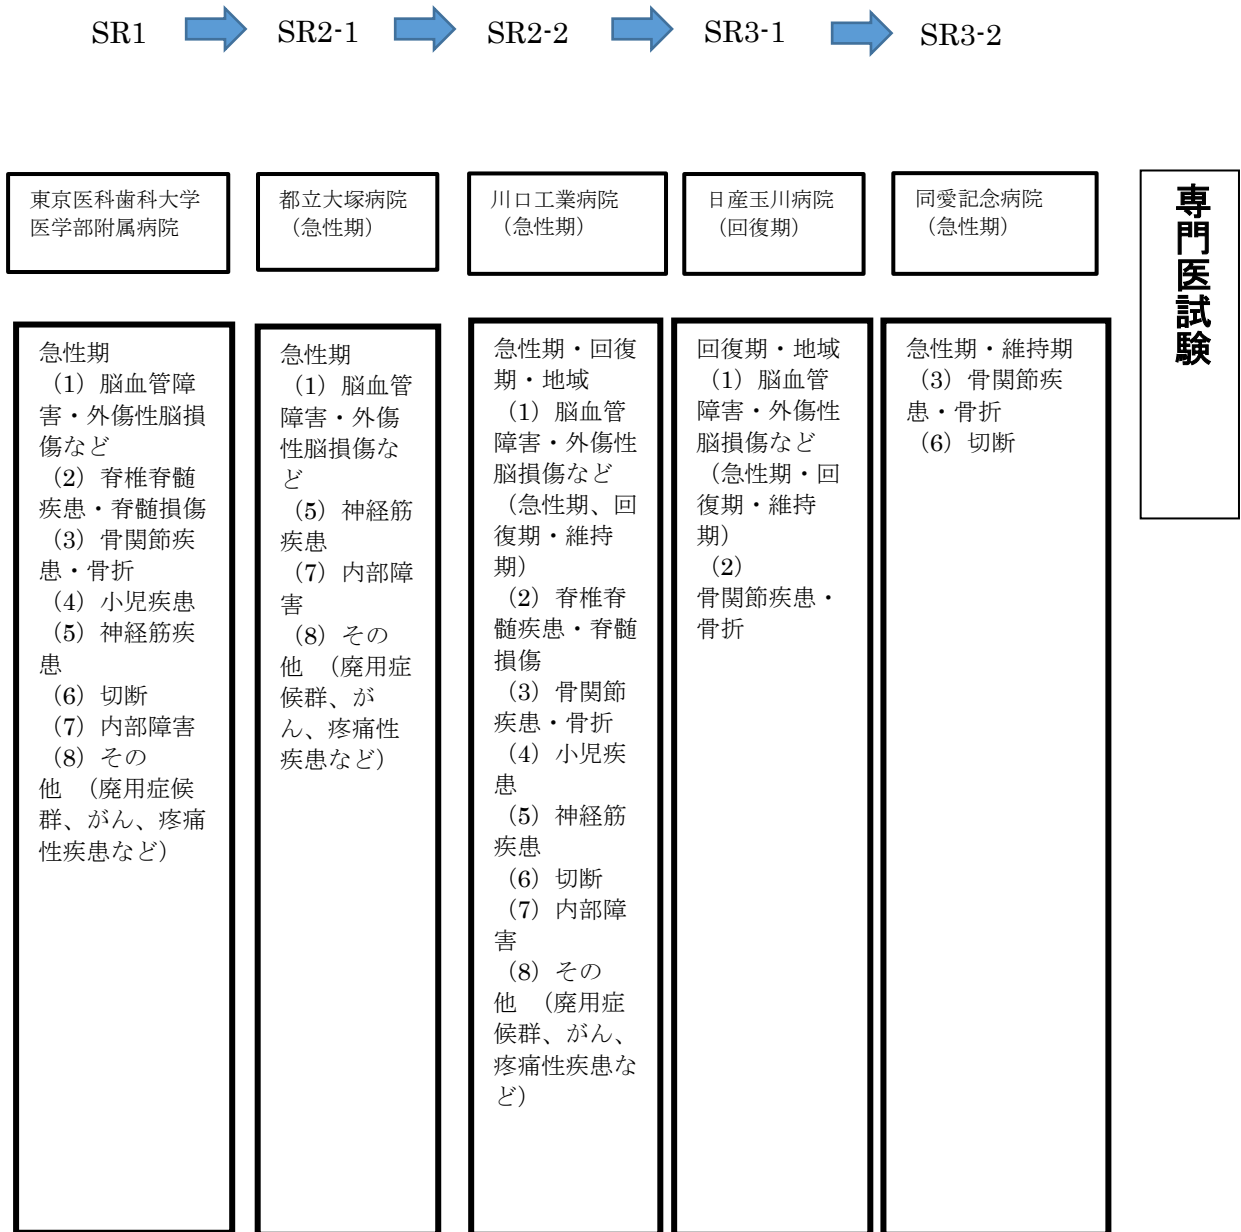 SR1
SR2-1
SR2-2
SR3-1
SR3-2
東京医科歯科大学
医学部附属病院
都立大塚病院
（急性期）
川口工業病院
（急性期）
日産玉川病院
（回復期）
同愛記念病院
（急性期）
専門医試験
急性期
（1）脳血管障
害・外傷性脳損
傷など
（2）脊椎脊髄
疾患・脊髄損傷
（3）骨関節疾
患・骨折
（4）小児疾患
（5）神経筋疾
患
（6）切断
（7）内部障害
（8）その
他　（廃用症候
群、がん、疼痛
性疾患など）
急性期
（1）脳血管
障害・外傷
性脳損傷な
ど
（5）神経筋
疾患
（7）内部障
害
（8）その
他　（廃用症
候群、が
ん、疼痛性
疾患など）
急性期・回復
期・地域
（1）脳血管
障害・外傷性
脳損傷など
（急性期、回
復期・維持
期）
（2）脊椎脊
髄疾患・脊髄
損傷
（3）骨関節
疾患・骨折
（4）小児疾
患
（5）神経筋
疾患
（6）切断
（7）内部障
害
（8）その
他　（廃用症
候群、がん、
疼痛性疾患な
ど）
回復期・地域
（1）脳血管
障害・外傷性
脳損傷など
（急性期・回
復期・維持
期）
（2）
骨関節疾患・
骨折
急性期・維持期
（3）骨関節疾
患・骨折
（6）切断